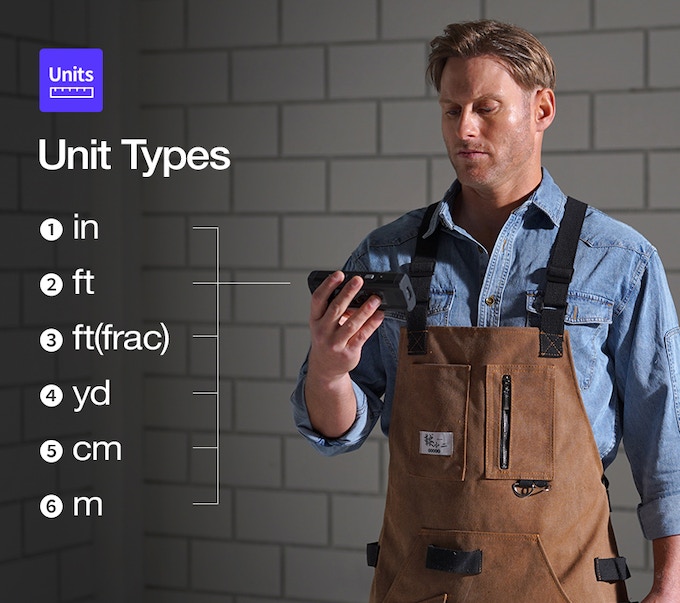 Units
Unit Types
1 in
2 ft
3 ft(frac)
4 yd
5 cm
6 m